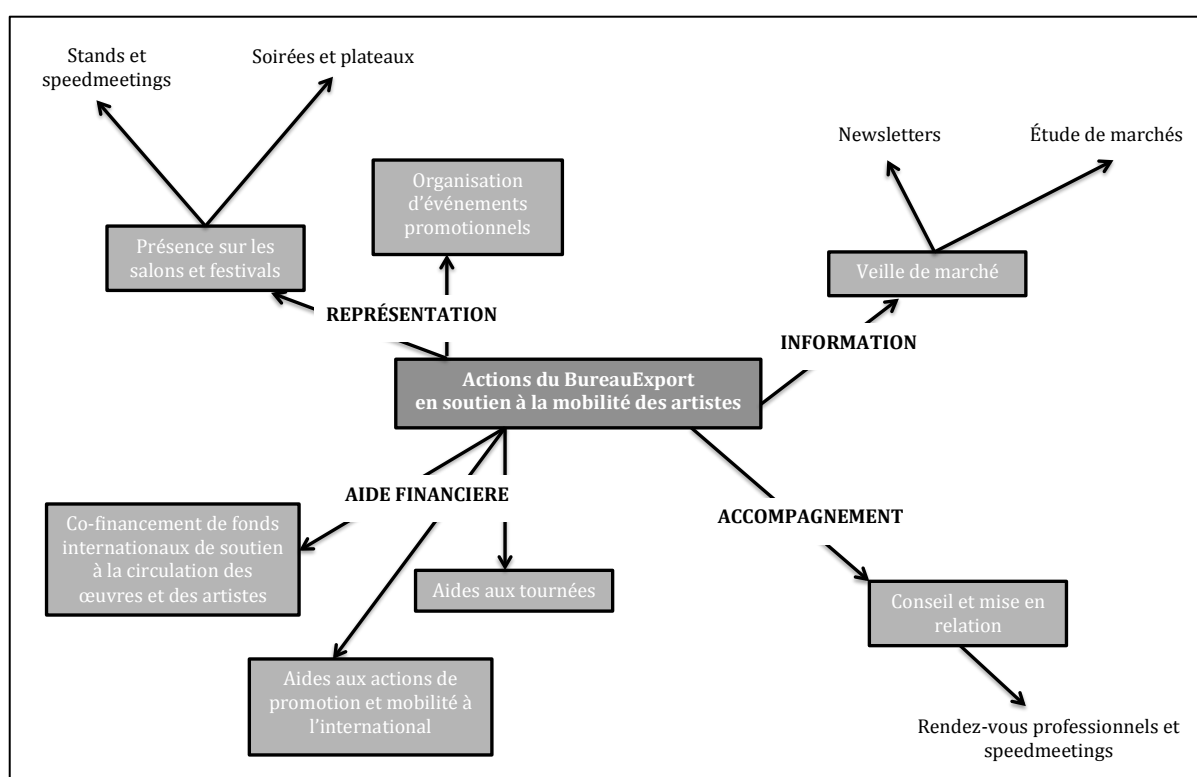 Stands et
speedmeetings
Soirées et plateaux
Newsletters
Étude de marchés
Organisation
d'événements
promotionnels
Présence sur les
salons et festivals
Veille de marché
REPRÉSENTATION
INFORMATION
Actions du BureauExport
en soutien à la mobilité des artistes
AIDE FINANCIERE
ACCOMPAGNEMENT
Co-financement de fonds
internationaux de soutien
à la circulation des
œuvres et des artistes
Aides aux tournées
Conseil et mise en
relation
Aides aux actions de
promotion et mobilité à
l'international
Rendez-vous professionnels et
speedmeetings